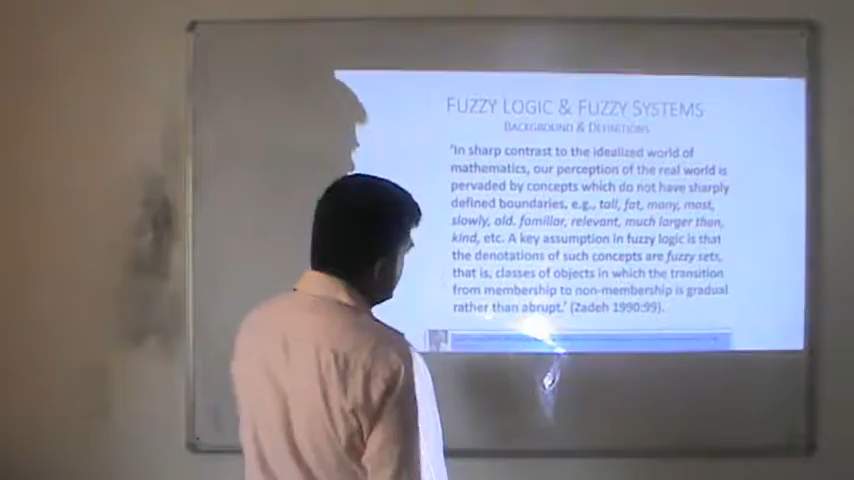 FUZZY LOGIC & FUZZY SYSTEMS
BACKGROUND & DEFINITIONS
'In sharp contrast to the idealized world of
mathematics, our perception of the real world is
pervaded by concepts which do not have sharply
defined boundaries, e.g., tall, fat, many, most,
slowly, old, familiar, relevant, much larger than,
kind, etc. A key assumption in fuzzy logic is that
the denotations of such concepts are fuzzy sets,
that is, classes of objects in which the transition
from membership to non-membership is gradual
rather than abrupt.' (Zadeh 1990:99).